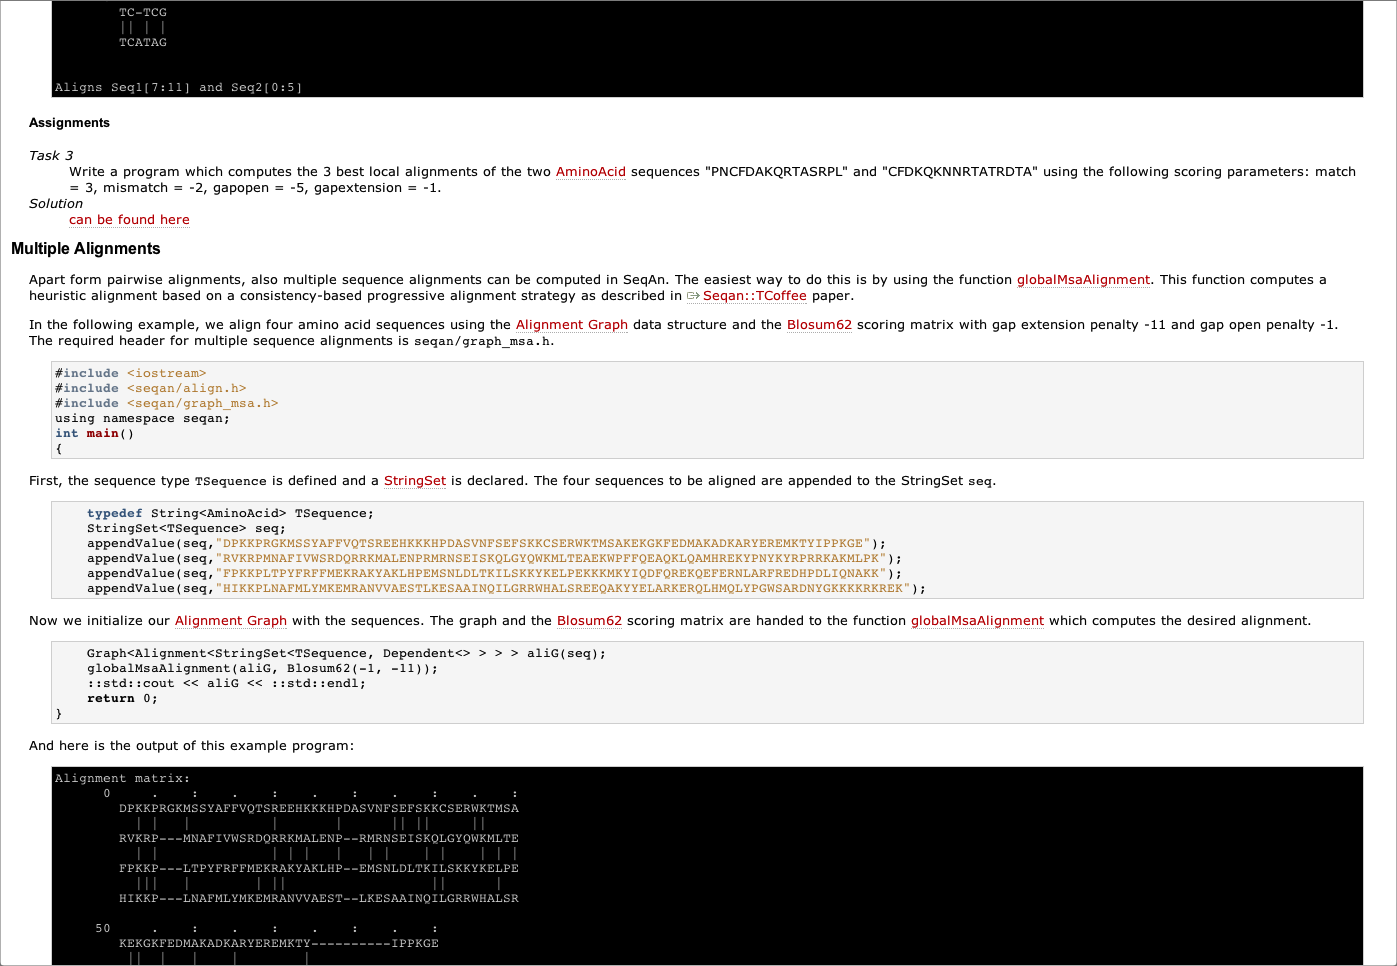 TC-TCG
|| | |
TCATAG
Aligns Seq1[7:11] and Seq2[0:5]
Assignments
Task 3
Write a program which computes the 3 best local alignments of the two AminoAcid sequences "PNCFDAKQRTASRPL" and "CFDKQKNNRTATRDTA" using the following scoring parameters: match
= 3, mismatch = -2, gapopen = -5, gapextension = -1.
Solution
can be found here
Multiple Alignments
Apart form pairwise alignments, also multiple sequence alignments can be computed in SeqAn. The easiest way to do this is by using the function globalMsaAlignment. This function computes a
heuristic alignment based on a consistency-based progressive alignment strategy as described in Seqan::TCoffee paper.
In the following example, we align four amino acid sequences using the Alignment Graph data structure and the Blosum62 scoring matrix with gap extension penalty -11 and gap open penalty -1.
The required header for multiple sequence alignments is seqan/graph_msa.h.
#include <iostream>
#include <seqan/align.h>
#include <seqan/graph_msa.h>
using namespace seqan;
int main()
{
First, the sequence type TSequence is defined and a StringSet is declared. The four sequences to be aligned are appended to the StringSet seq.
typedef String<AminoAcid> TSequence;
StringSet<TSequence> seq;
appendValue(seq,"DPKKPRGKMSSYAFFVQTSREEHKKKHPDASVNFSEFSKKCSERWKTMSAKEKGKFEDMAKADKARYEREMKTYIPPKGE");
appendValue(seq,"RVKRPMNAFIVWSRDQRRKMALENPRMRNSEISKQLGYQWKMLTEAEKWPFFQEAQKLQAMHREKYPNYKYRPRRKAKMLPK");
appendValue(seq,"FPKKPLTPYFRFFMEKRAKYAKLHPEMSNLDLTKILSKKYKELPEKKKMKYIQDFQREKQEFERNLARFREDHPDLIQNAKK");
appendValue(seq,"HIKKPLNAFMLYMKEMRANVVAESTLKESAAINQILGRRWHALSREEQAKYYELARKERQLHMQLYPGWSARDNYGKKKKRKREK");
Now we initialize our Alignment Graph with the sequences. The graph and the Blosum62 scoring matrix are handed to the function globalMsaAlignment which computes the desired alignment.
Graph<Alignment<StringSet<TSequence, Dependent<> > > > aliG(seq);
globalMsaAlignment(aliG, Blosum62(-1, -11));
::std::cout << aliG << ::std::endl;
return 0;
}
And here is the output of this example program:
Alignment matrix:
0     .    :    .    :    .    :    .    :    .    :
DPKKPRGKMSSYAFFVQTSREEHKKKHPDASVNFSEFSKKCSERWKTMSA
  | |   |          |       |      || ||     ||
RVKRP---MNAFIVWSRDQRRKMALENP--RMRNSEISKQLGYQWKMLTE
  | |              | | |   |   | |    | |    | | |
FPKKP---LTPYFRFFMEKRAKYAKLHP--EMSNLDLTKILSKKYKELPE
  |||   |        | ||                  ||      |
HIKKP---LNAFMLYMKEMRANVVAEST--LKESAAINQILGRRWHALSR
50     .    :    .    :    .    :    .    :
KEKGKFEDMAKADKARYEREMKTY----------IPPKGE
 ||  |   |    |        |